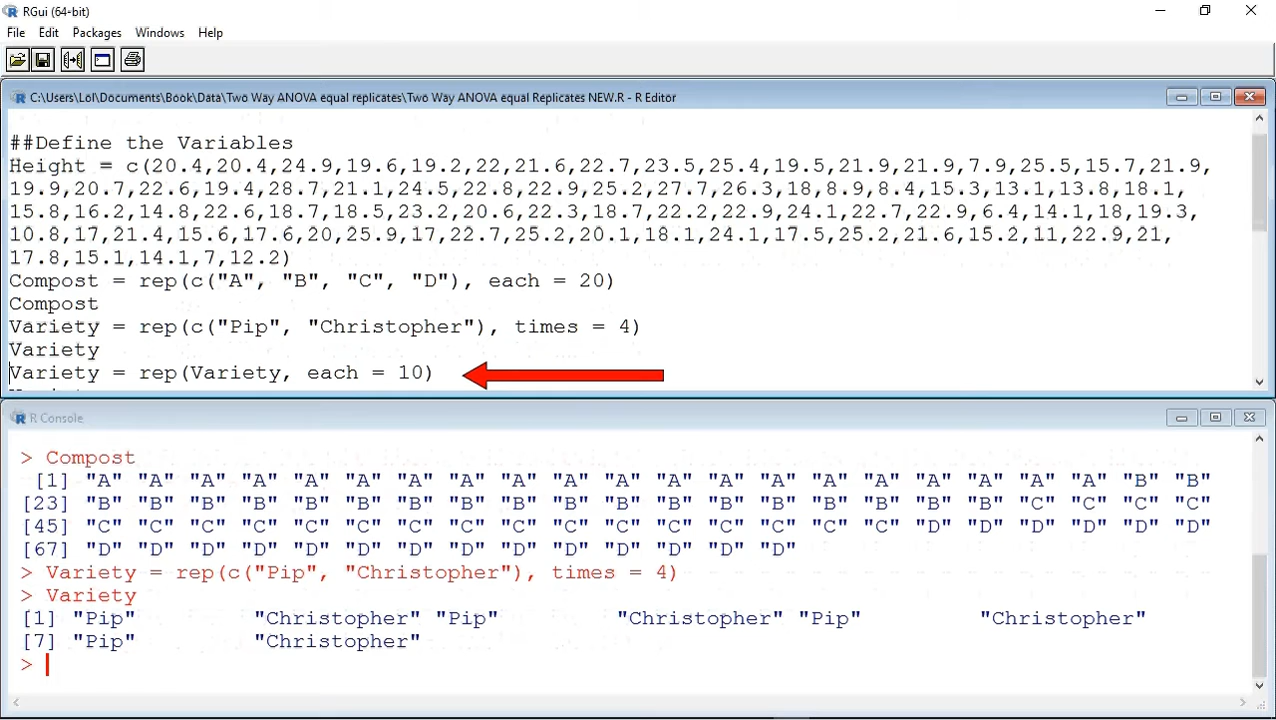 RGui (64-bit)
File Edit Packages Windows Help
C:\Users\Lol\Documents\Book\Data\Two Way ANOVA equal replicates\Two Way ANOVA equal Replicates NEW.R - R Editor
##Define the Variables
Height = c(20.4,20.4,24.9,19.6,19.2,22,21.6,22.7,23.5,25.4,19.5,21.9,21.9,7.9,25.5,15.7,21.9,
19.9,20.7,22.6,19.4,28.7,21.1,24.5,22.8,22.9,25.2,27.7,26.3,18,8.9,8.4,15.3,13.1,13.8,18.1,
15.8,16.2,14.8,22.6,18.7,18.5,23.2,20.6,22.3,18.7,22.2,22.9,24.1,22.7,22.9,6.4,14.1,18,19.3,
10.8,17,21.4,15.6,17.6,20,25.9,17,22.7,25.2,20.1,18.1,24.1,17.5,25.2,21.6,15.2,11,22.9,21,
17.8,15.1,14.1,7,12.2)
Compost = rep(c("A", "B", "C", "D"), each = 20)
Compost
Variety = rep(c("Pip", "Christopher"), times = 4)
Variety
Variety = rep(Variety, each = 10)
R Console
> Compost
[1] "A" "A" "A" "A" "A" "A" "A" "A" "A" "A" "A" "A" "A" "A" "A" "A" "A" "A" "A" "A" "B" "B"
[23] "B" "B" "B" "B" "B" "B" "B" "B" "B" "B" "B" "B" "B" "B" "B" "B" "B" "B" "C" "C" "C" "C"
[45] "C" "C" "C" "C" "C" "C" "C" "C" "C" "C" "C" "C" "C" "C" "C" "C" "D" "D" "D" "D" "D" "D"
[67] "D" "D" "D" "D" "D" "D" "D" "D" "D" "D" "D" "D" "D" "D"
> Variety = rep(c("Pip", "Christopher"), times = 4)
> Variety
[1] "Pip" "Christopher" "Pip" "Christopher" "Pip" "Christopher"
[7] "Pip" "Christopher"
>